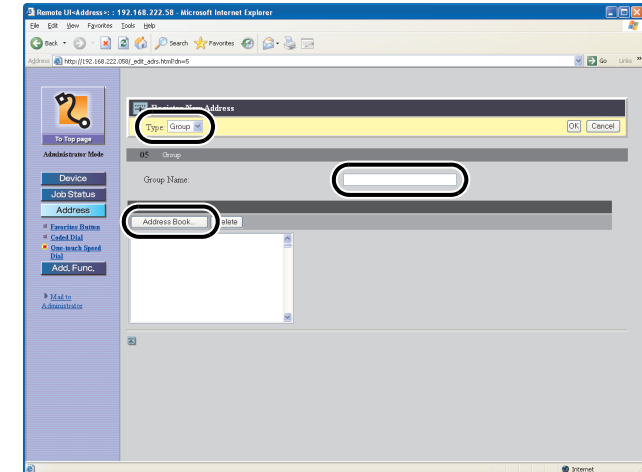 Remote UI<Address>: : 192.168.222.58 - Microsoft Internet Explorer
File Edit View Favorites Tools Help
Back Search Favorites
Address http://192.168.222.058/_edit_adrs.html?dn=5 Go Links »
Register New Address
Type: Group OK Cancel
To Top page
Administrator Mode
05 Group
Group Name:
Device
Job Status
Address
Address Book... Delete
Favorites Button
Coded Dial
One-touch Speed
Dial
Add. Func.
Mail to
Administrator
Internet